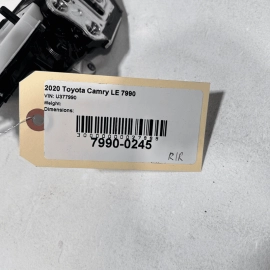 2020 Toyota Camry LE 7990
VIN: U377990
Weight:
Dimensions:
7990-0245
R/R